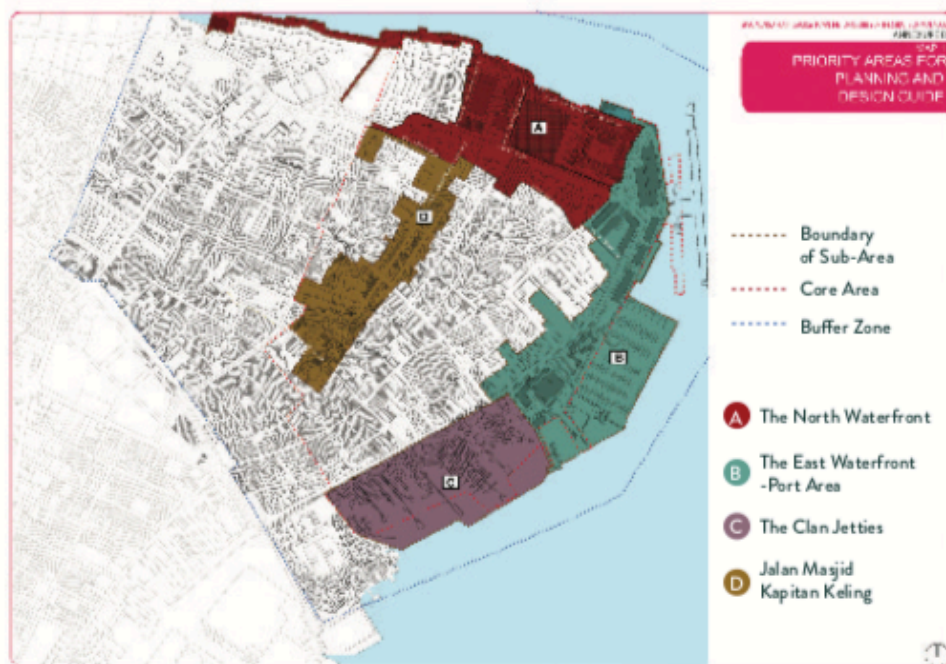 PRIORITY AREAS FOR
PLANNING AND
DESIGN GUIDE
Boundary
of Sub-Area
Core Area
Buffer Zone
A The North Waterfront
B The East Waterfront
-Port Area
C The Clan Jetties
D Jalan Masjid
Kapitan Keling
A
B
C
D